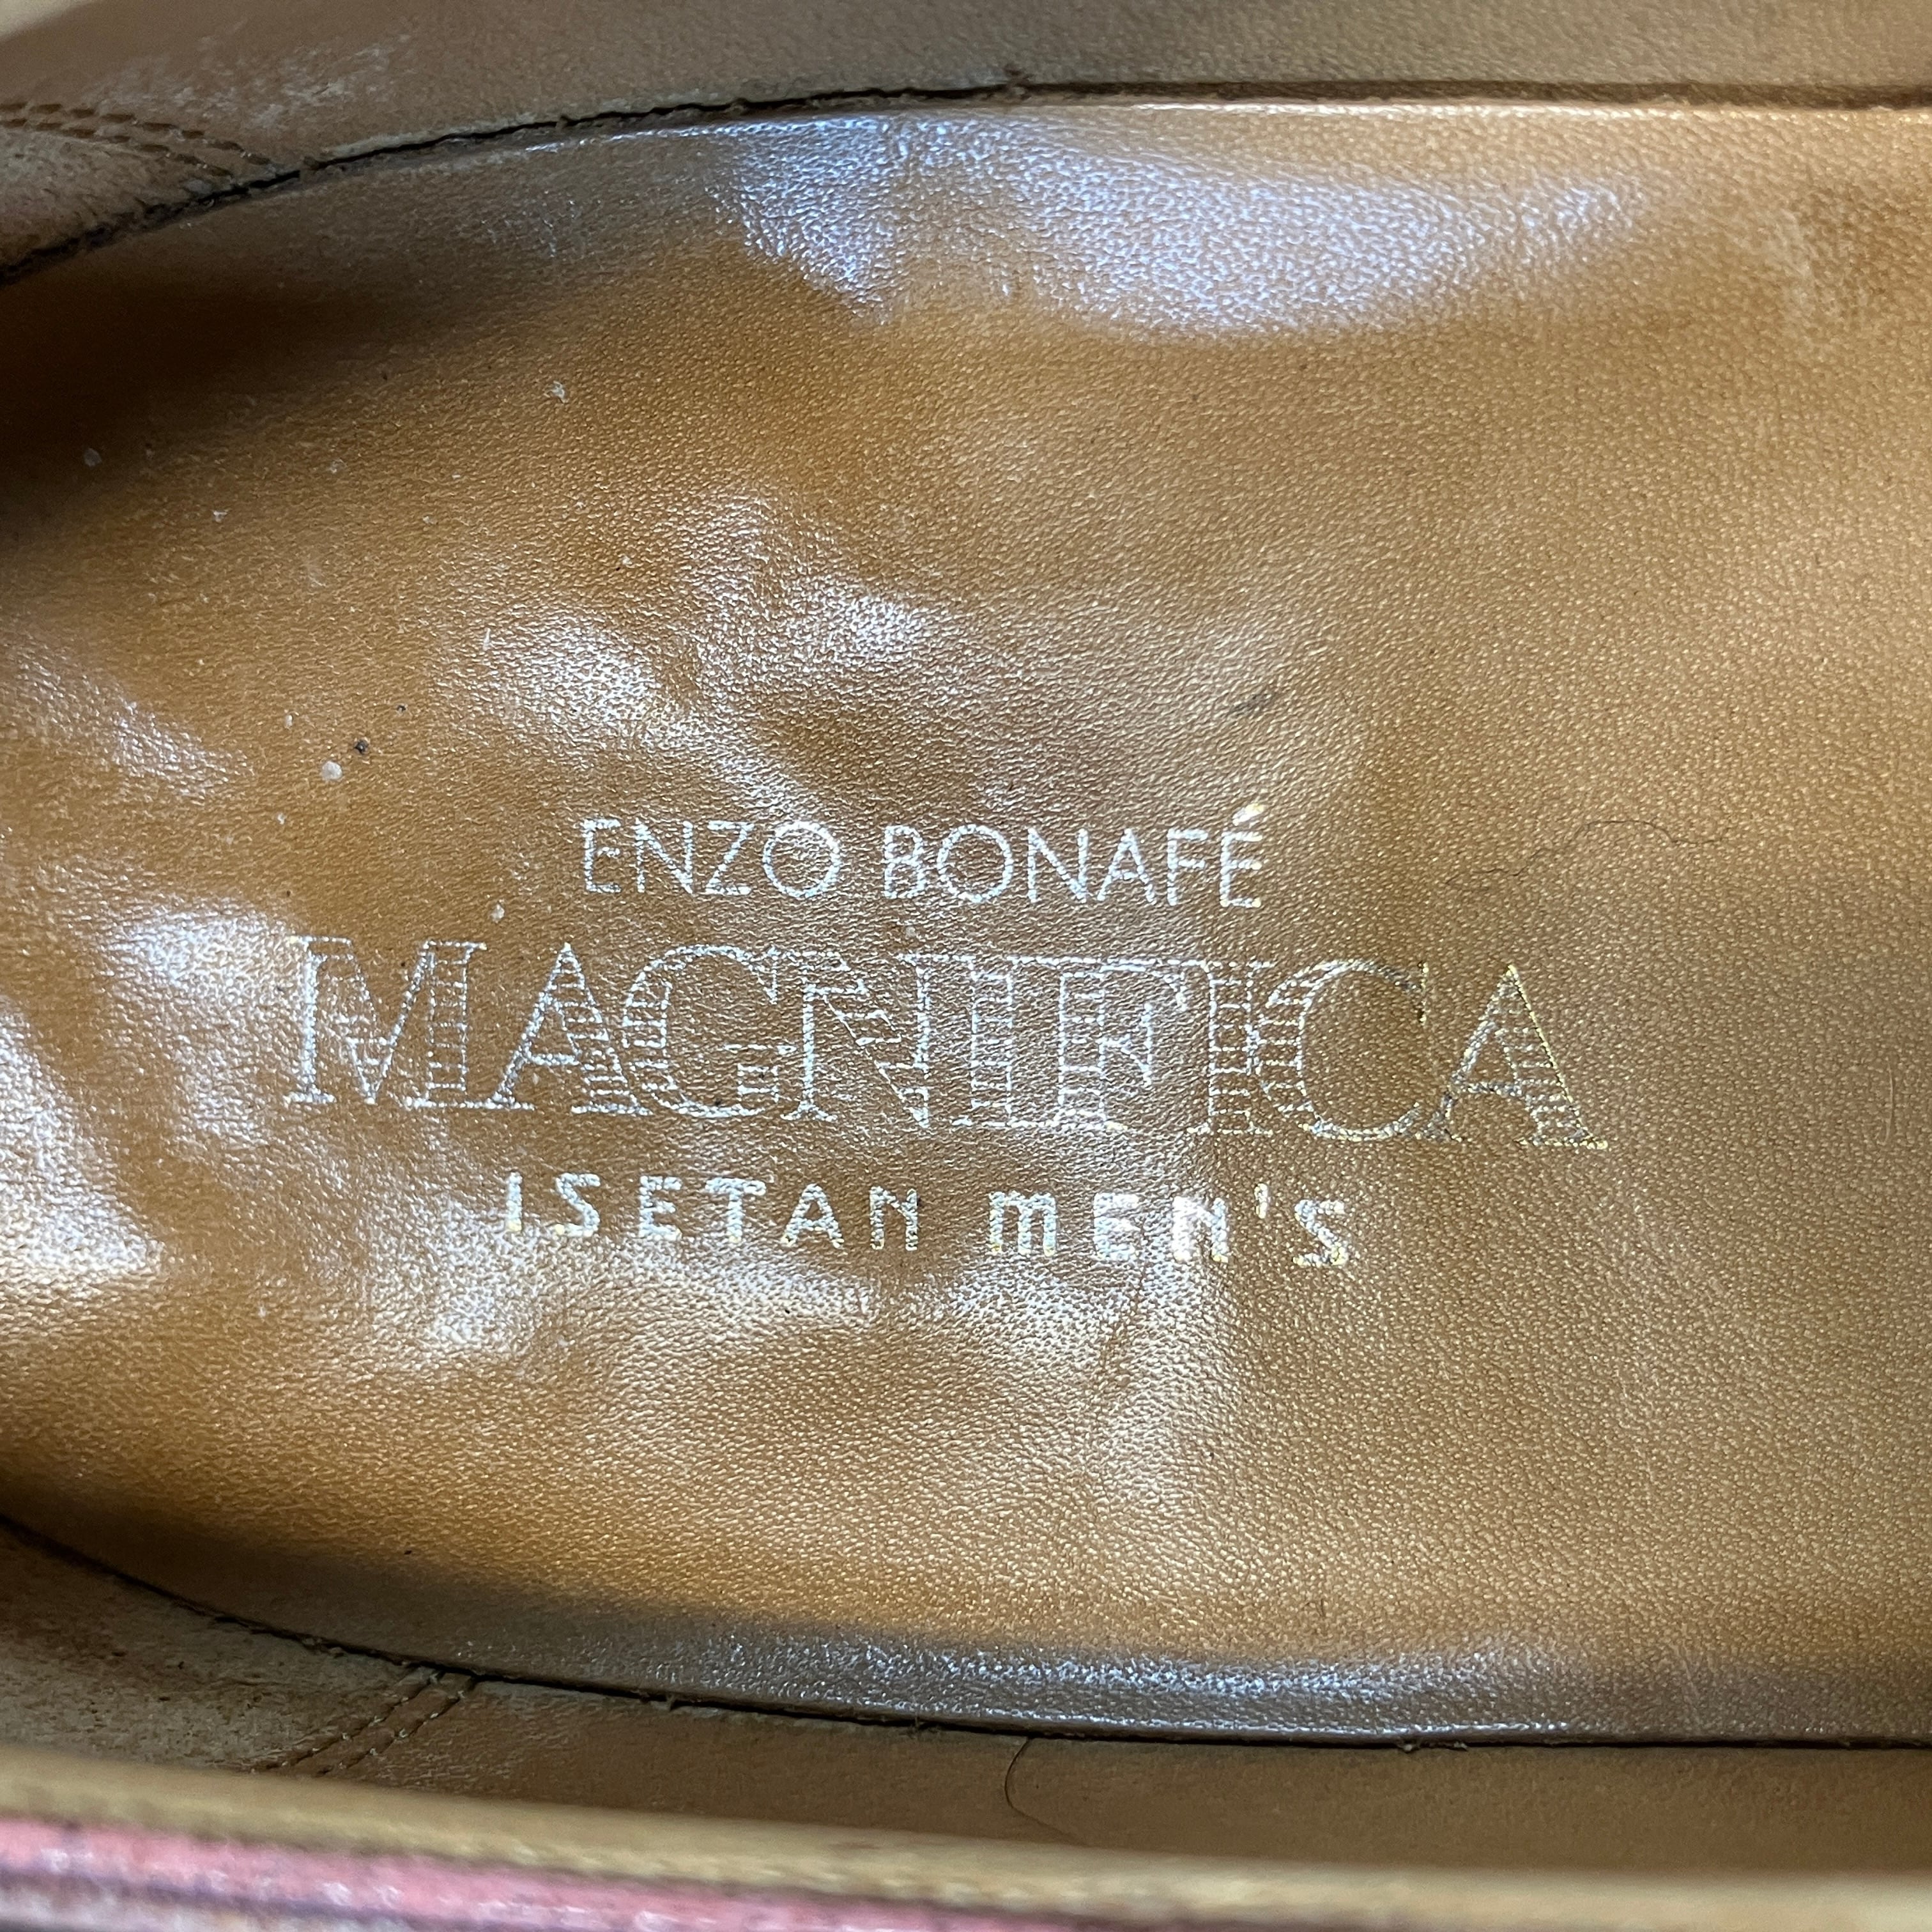 ENZO BONAFÉ
MAGNIFICA
ISETAN MEN'S